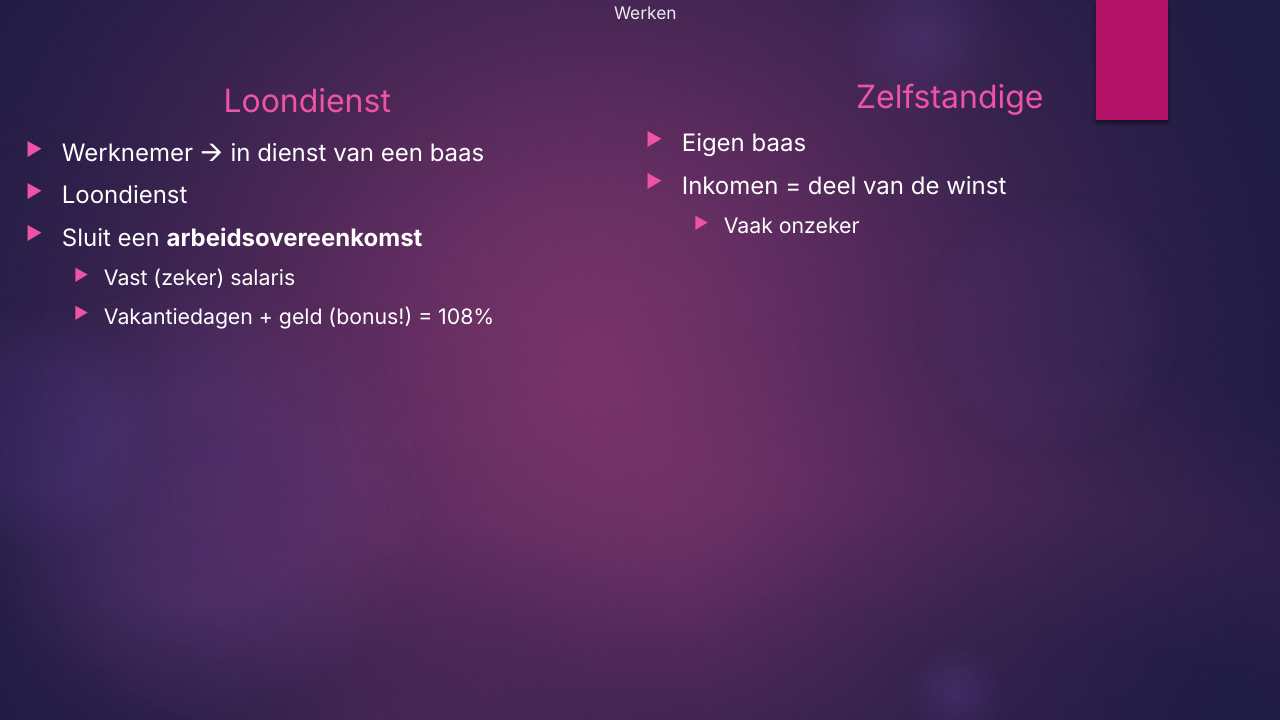 Werken
Loondienst
Werknemer → in dienst van een baas
Loondienst
Sluit een arbeidsovereenkomst
Vast (zeker) salaris
Vakantiedagen + geld (bonus!) = 108%
Zelfstandige
Eigen baas
Inkomen = deel van de winst
Vaak onzeker